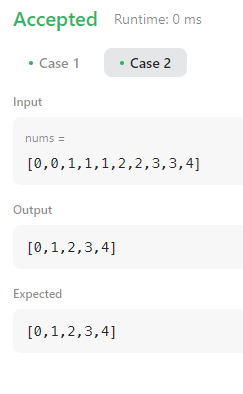 Accepted Runtime: 0 ms
• Case 1 • Case 2
Input
nums =
[0,0,1,1,1,2,2,3,3,4]
Output
[0,1,2,3,4]
Expected
[0,1,2,3,4]